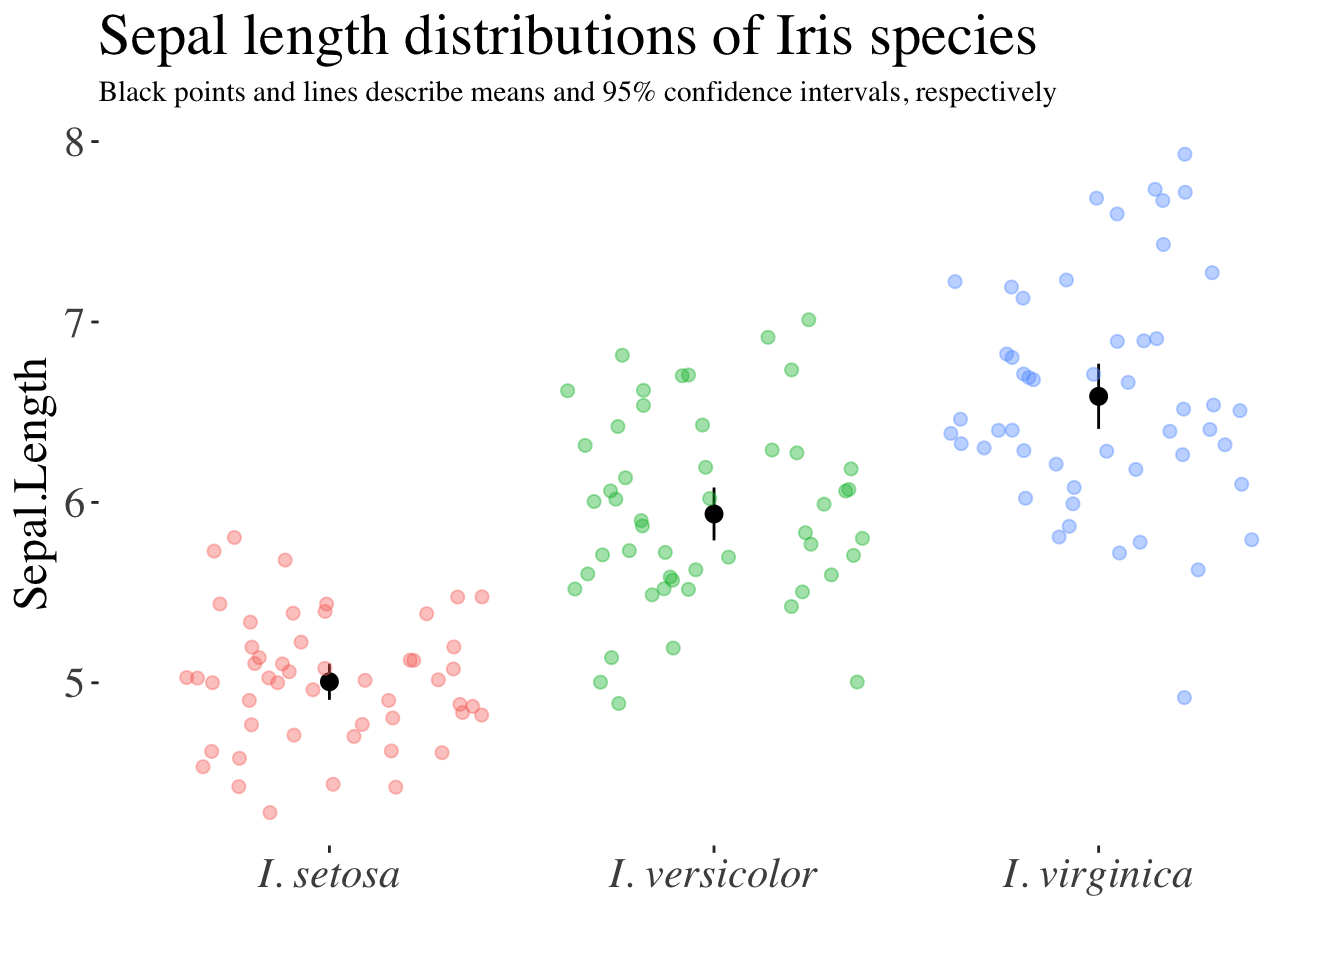 Sepal length distributions of Iris species
Black points and lines describe means and 95% confidence intervals, respectively
8
7
6
5
Sepal.Length
I. setosa
I. versicolor
I. virginica